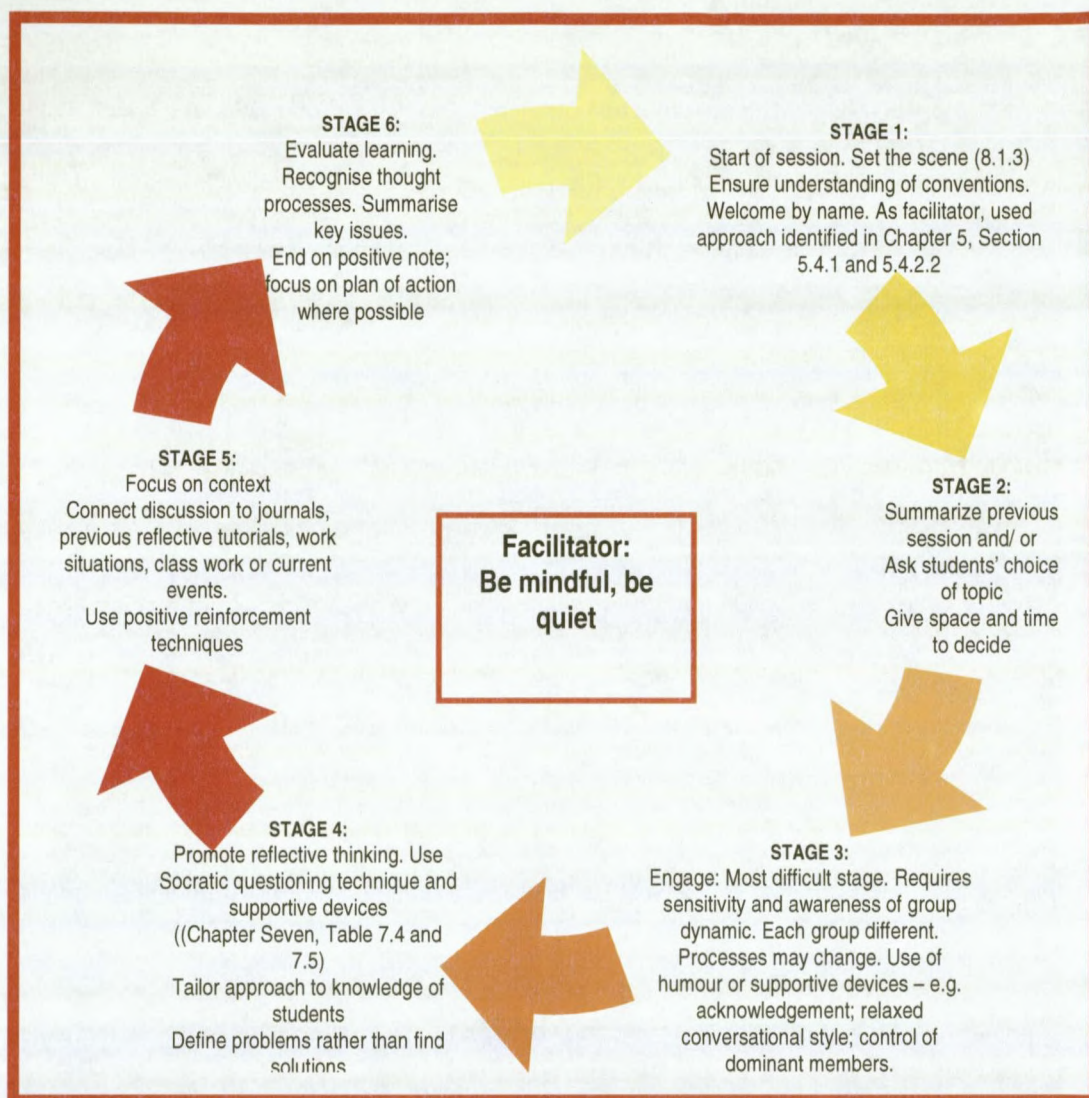 STAGE 1:
Start of session. Set the scene (8.1.3)
Ensure understanding of conventions.
Welcome by name. As facilitator, used
approach identified in Chapter 5, Section
5.4.1 and 5.4.2.2
STAGE 2:
Summarize previous
session and/ or
Ask students' choice
of topic
Give space and time
to decide
STAGE 3:
Engage: Most difficult stage. Requires
sensitivity and awareness of group
dynamic. Each group different.
Processes may change. Use of
humour or supportive devices – e.g.
acknowledgement; relaxed
conversational style; control of
dominant members.
STAGE 4:
Promote reflective thinking. Use
Socratic questioning technique and
supportive devices
((Chapter Seven, Table 7.4 and
7.5)
Tailor approach to knowledge of
students
Define problems rather than find
solutions
STAGE 5:
Focus on context
Connect discussion to journals,
previous reflective tutorials, work
situations, class work or current
events.
Use positive reinforcement
techniques
STAGE 6:
Evaluate learning.
Recognise thought
processes. Summarise
key issues.
End on positive note;
focus on plan of action
where possible
Facilitator:
Be mindful, be
quiet